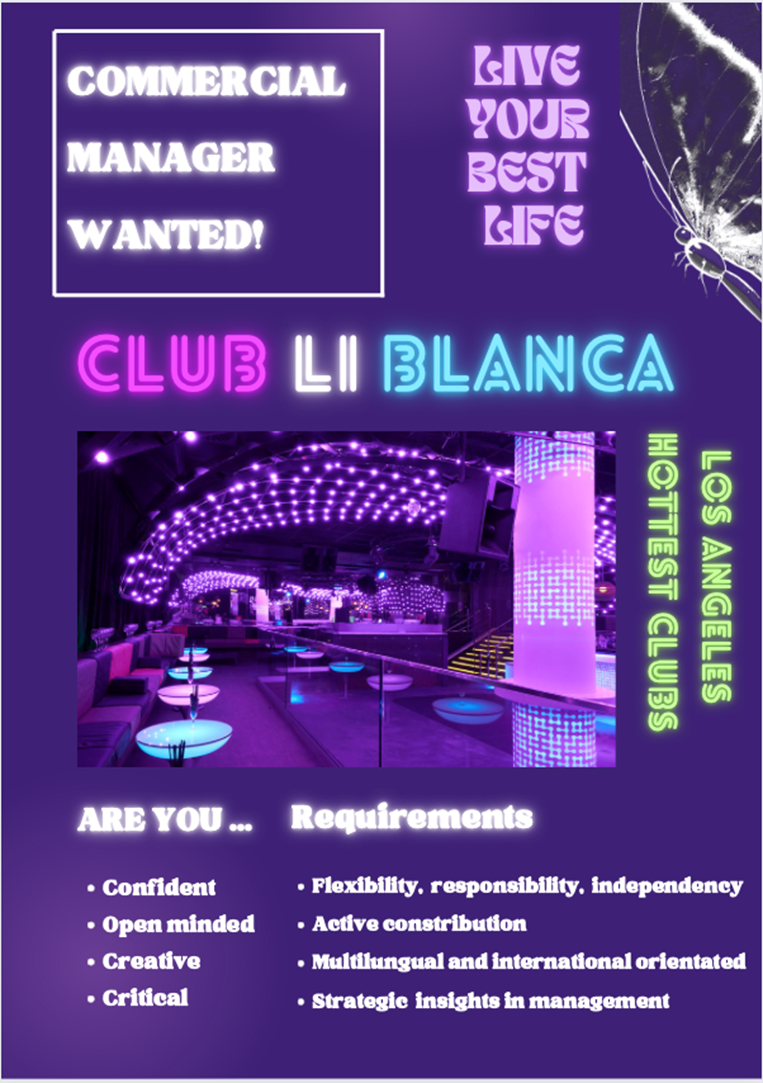 COMMERCIAL
MANAGER
WANTED!
LIVE
YOUR
BEST
LIFE
CLUB LI BLANCA
LOS ANGELES
HOTTEST CLUBS
ARE YOU ...
• Confident
• Open minded
• Creative
• Critical
Requirements
• Flexibility, responsibility, independency
• Active constribution
• Multilungual and international orientated
• Strategic insights in management